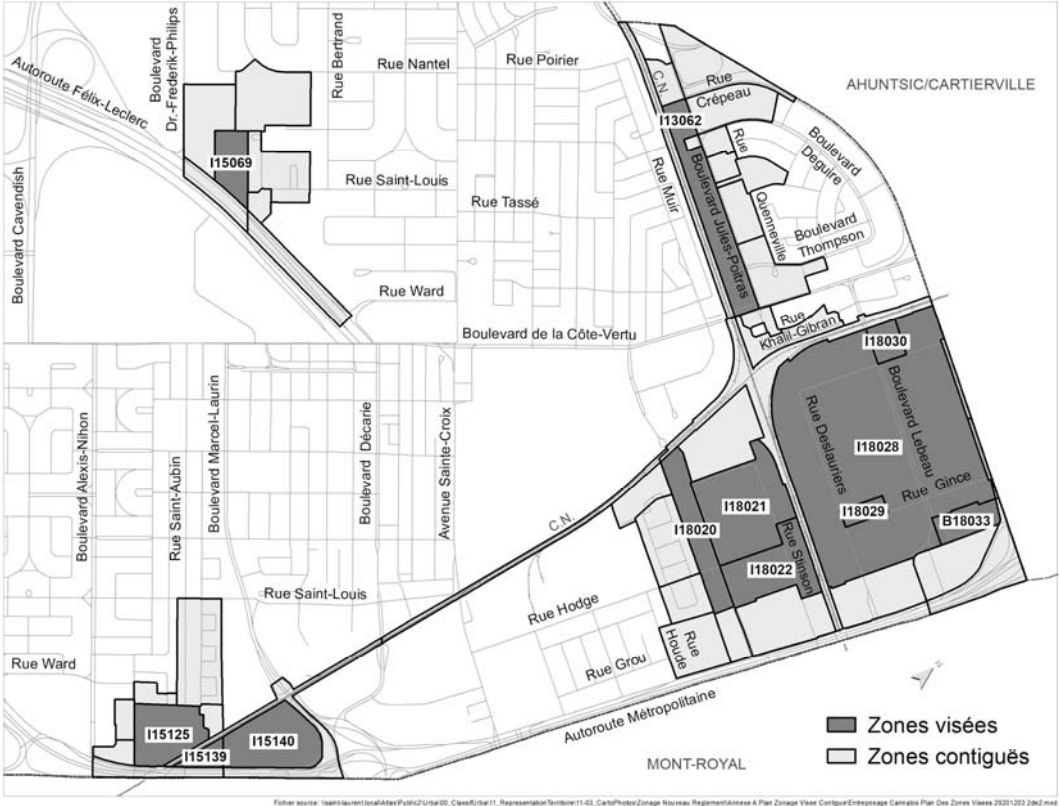 Boulevard
Dr.-Frederik-Philips
Rue Bertrand
Rue Nantel
Autoroute Félix-Leclerc
I15069
Rue Saint-Louis
Boulevard Cavendish
Rue Ward
Rue Poirier
C.N
Rue
Crépeau
AHUNTSIC/CARTIERVILLE
I13062
Rue
Quenneville
Boulevard
Deguire
Rue Muir
Boulevard Jules-Poitras
Rue Tassé
Boulevard
Thompson
Boulevard de la Côte-Vertu
Rue
Khalil-Gibran
I18030
Boulevard Lebeau
Rue Deslauriers
I18028
Rue Gince
I18029
B18033
I18021
I18020
I18022
Rue Stinson
Boulevard Alexis-Nihon
Rue Saint-Aubin
Boulevard Marcel-Laurin
Boulevard Décarie
Avenue Sainte-Croix
C.N.
Rue Saint-Louis
Rue Hodge
Rue
Houde
Rue Grou
Rue Ward
I15125
I15139
I15140
Autoroute Métropolitaine
MONT-ROYAL
Zones visées
Zones contiguës